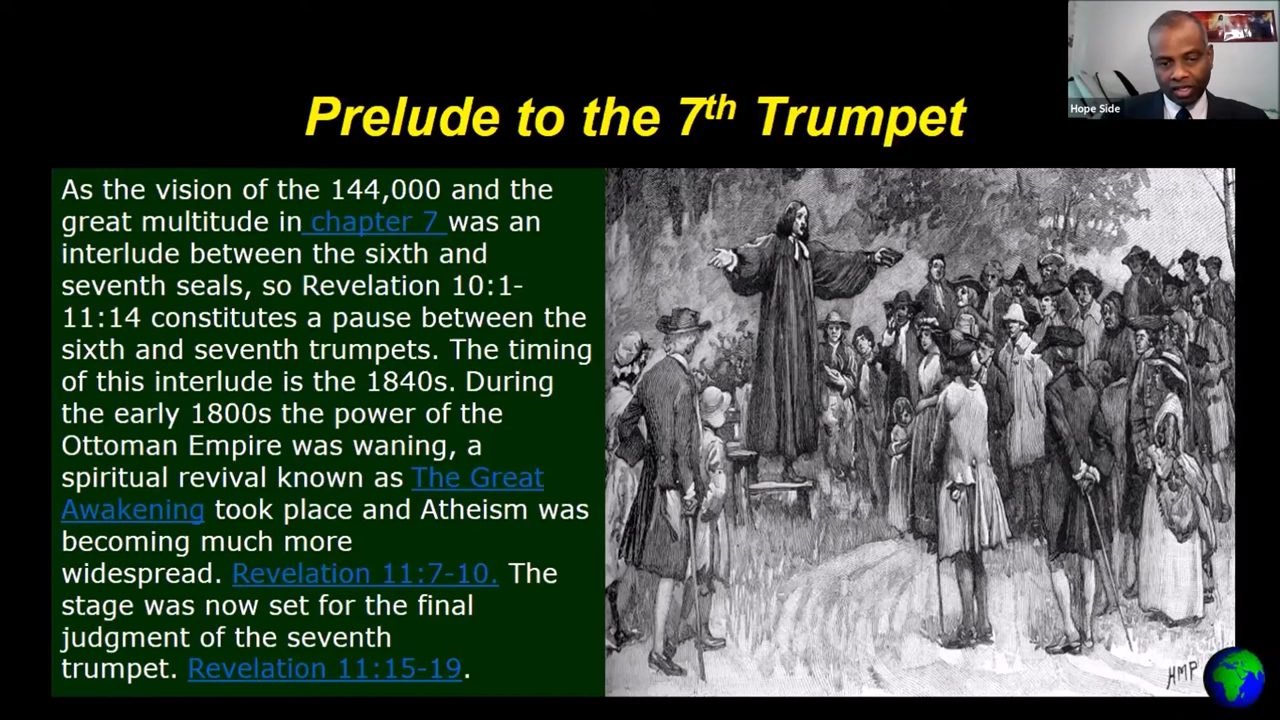 Prelude to the 7th Trumpet
Hope Side
As the vision of the 144,000 and the
great multitude in chapter 7 was an
interlude between the sixth and
seventh seals, so Revelation 10:1-
11:14 constitutes a pause between the
sixth and seventh trumpets. The timing
of this interlude is the 1840s. During
the early 1800s the power of the
Ottoman Empire was waning, a
spiritual revival known as The Great
Awakening took place and Atheism was
becoming much more
widespread. Revelation 11:7-10. The
stage was now set for the final
judgment of the seventh
trumpet. Revelation 11:15-19.
HMP